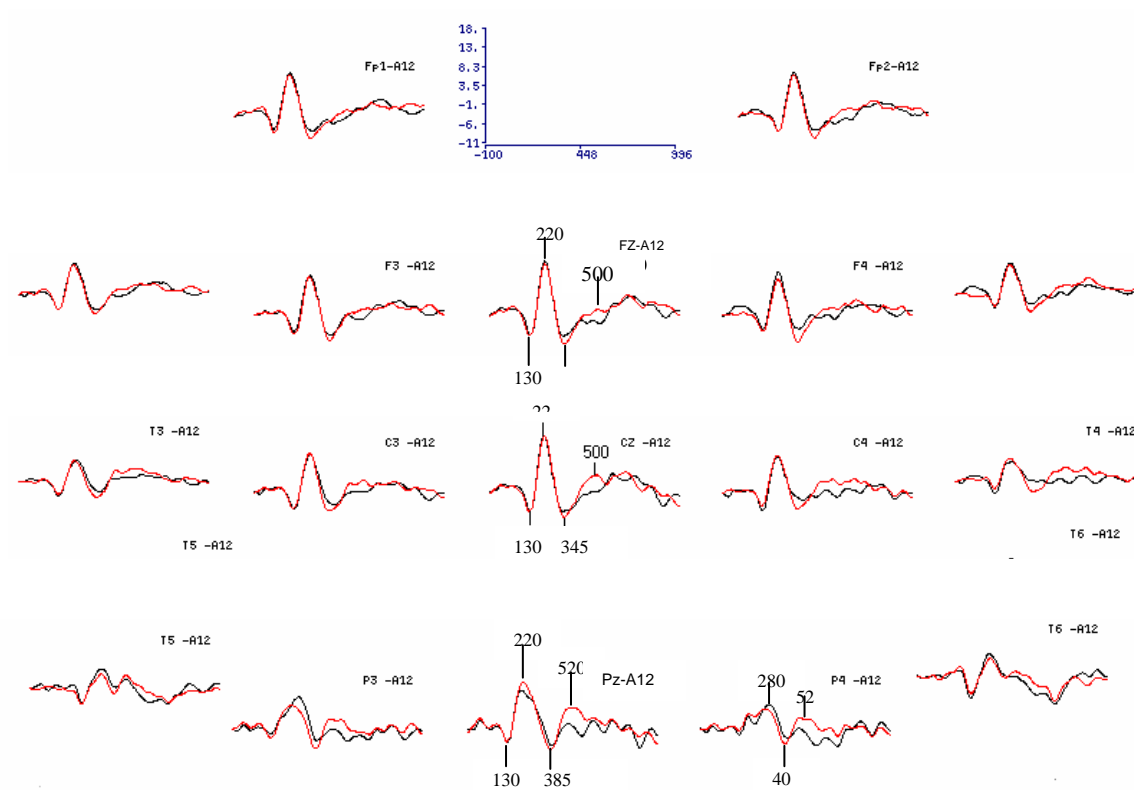 18.
13.
8.3
3.5
-1.
-6.
-11
-100 448 996
Fp1-A12
Fp2-A12
220
FZ-A12
F3 -A12
500
F4 -A12
130
22
T3 -A12
C3 -A12
500
CZ -A12
C4 -A12
T4 -A12
T5 -A12
130 345
T6 -A12
T5 -A12
220
520
P3 -A12
Pz-A12
280
52
P4 -A12
T6 -A12
130 385
40